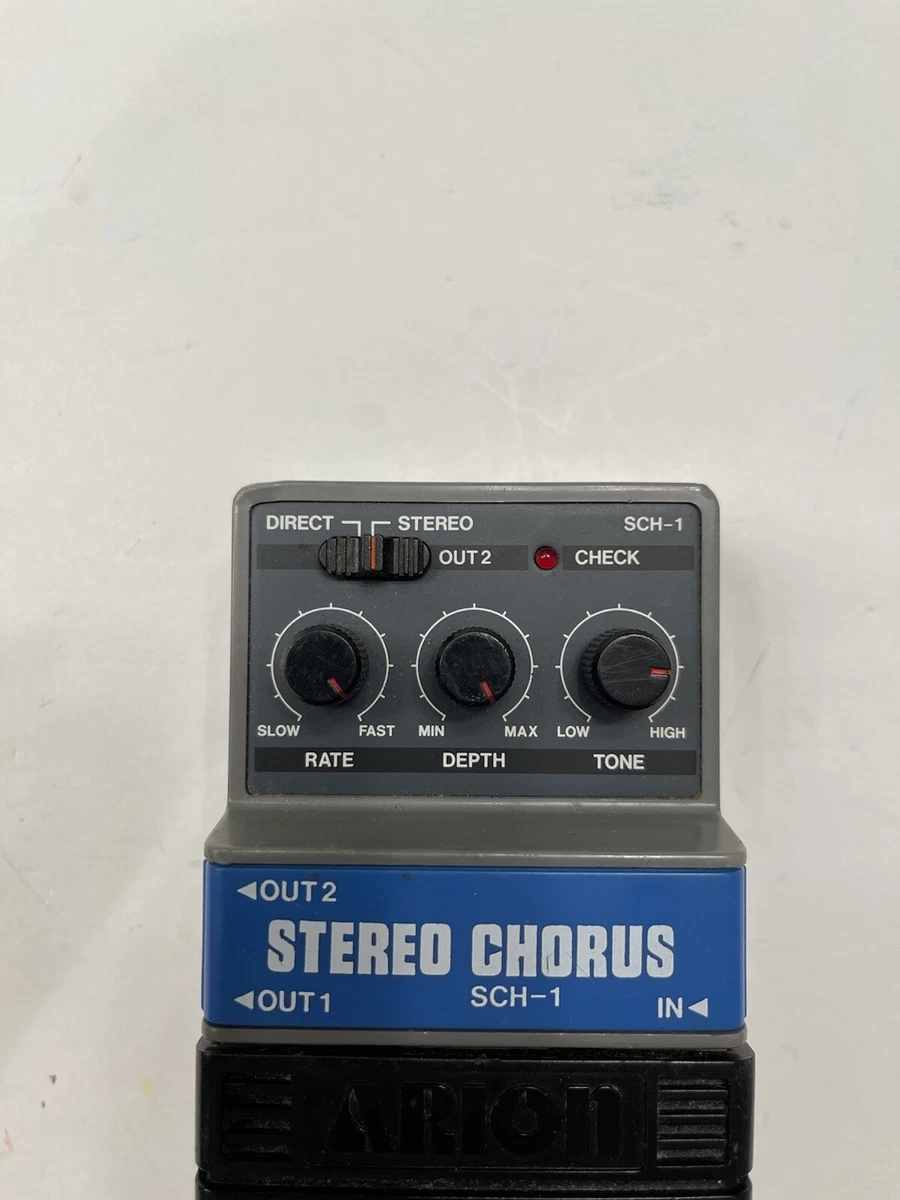 DIRECT STEREO SCH-1
OUT 2 CHECK
SLOW FAST MIN MAX LOW HIGH
RATE DEPTH TONE
◀OUT 2
STEREO CHORUS
◀OUT 1 SCH-1 IN◀
ARION